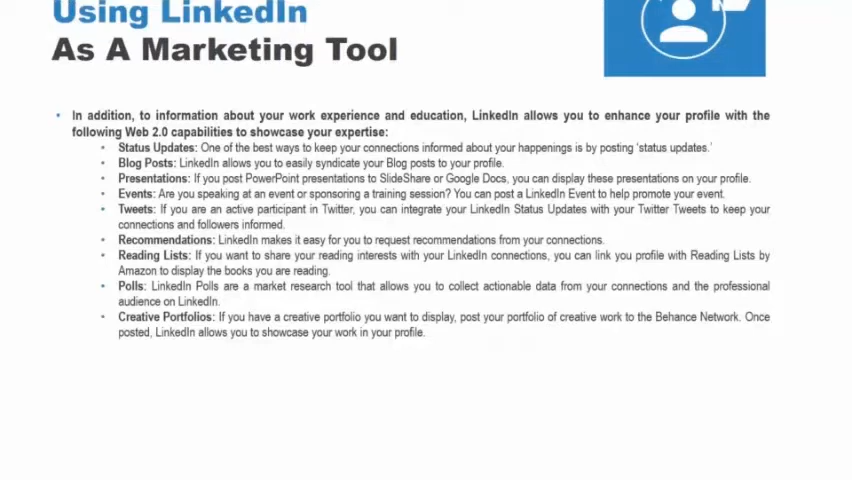 Using LinkedIn
As A Marketing Tool
• In addition, to information about your work experience and education, LinkedIn allows you to enhance your profile with the
following Web 2.0 capabilities to showcase your expertise:
• Status Updates: One of the best ways to keep your connections informed about your happenings is by posting ‘status updates.’
• Blog Posts: LinkedIn allows you to easily syndicate your Blog posts to your profile.
• Presentations: If you post PowerPoint presentations to SlideShare or Google Docs, you can display these presentations on your profile.
• Events: Are you speaking at an event or sponsoring a training session? You can post a LinkedIn Event to help promote your event.
• Tweets: If you are an active participant in Twitter, you can integrate your LinkedIn Status Updates with your Twitter Tweets to keep your
connections and followers informed.
• Recommendations: LinkedIn makes it easy for you to request recommendations from your connections.
• Reading Lists: If you want to share your reading interests with your LinkedIn connections, you can link you profile with Reading Lists by
Amazon to display the books you are reading.
• Polls: LinkedIn Polls are a market research tool that allows you to collect actionable data from your connections and the professional
audience on LinkedIn.
• Creative Portfolios: If you have a creative portfolio you want to display, post your portfolio of creative work to the Behance Network. Once
posted, LinkedIn allows you to showcase your work in your profile.